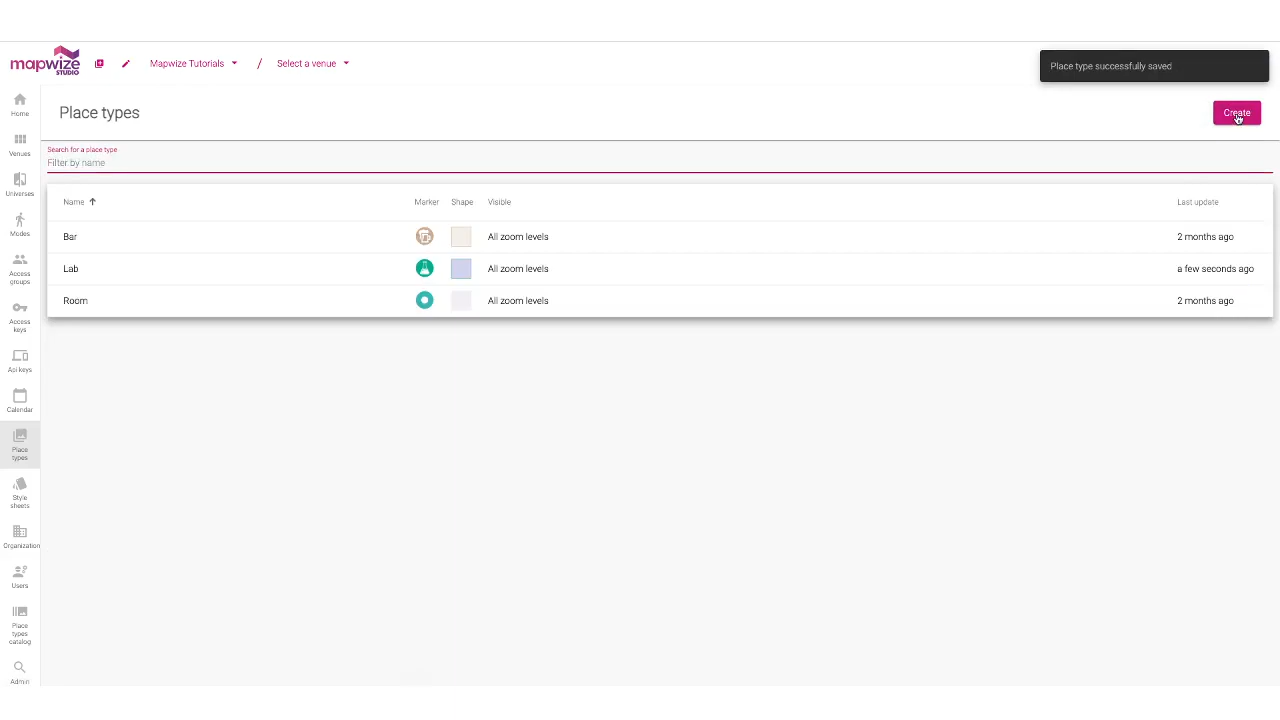 mapwize
STUDIO
Mapwize Tutorials / Select a venue
Place type successfully saved
Home
Venues
Universes
Modes
Access
groups
Access
keys
Api keys
Calendar
Place
types
Style
sheets
Organization
Users
Place
types
catalog
Admin
Place types
Create
Search for a place type
Filter by name
Name Marker Shape Visible Last update
Bar All zoom levels 2 months ago
Lab All zoom levels a few seconds ago
Room All zoom levels 2 months ago